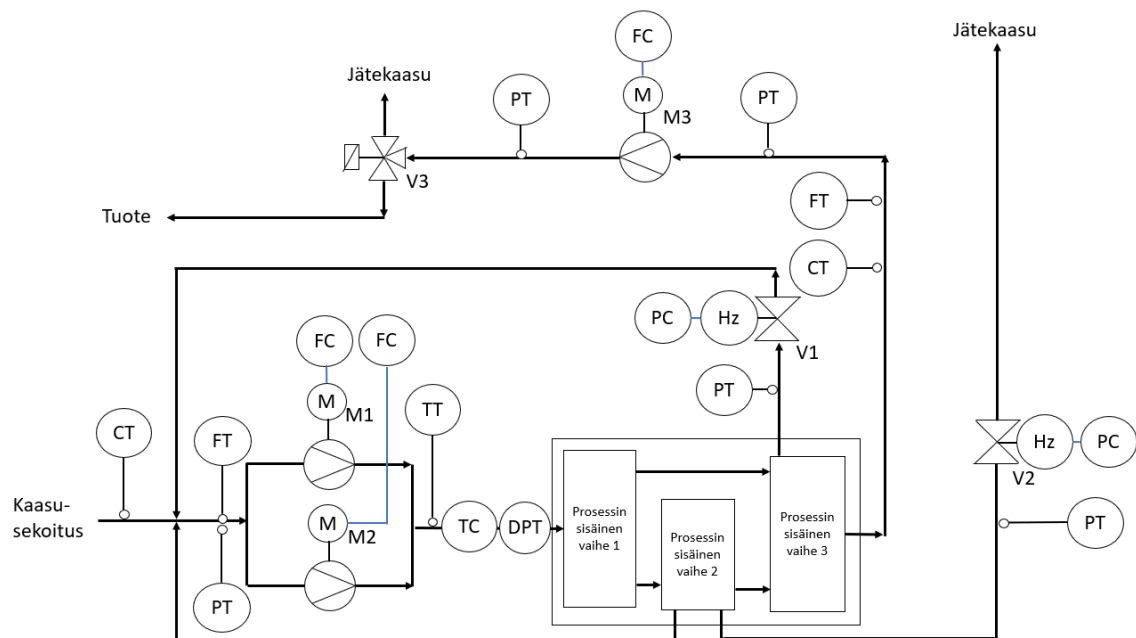 FC
Jätekaasu
Jätekaasu
PT
M
PT
M3
V3
FT
Tuote
CT
PC
Hz
V1
FC
FC
PT
M
M1
TT
CT
FT
Hz
PC
V2
Kaasu-
sekoitus
M
M2
TC
DPT
Prosessin
sisäinen
vaihe 1
Prosessin
sisäinen
vaihe 2
Prosessin
sisäinen
vaihe 3
PT
PT